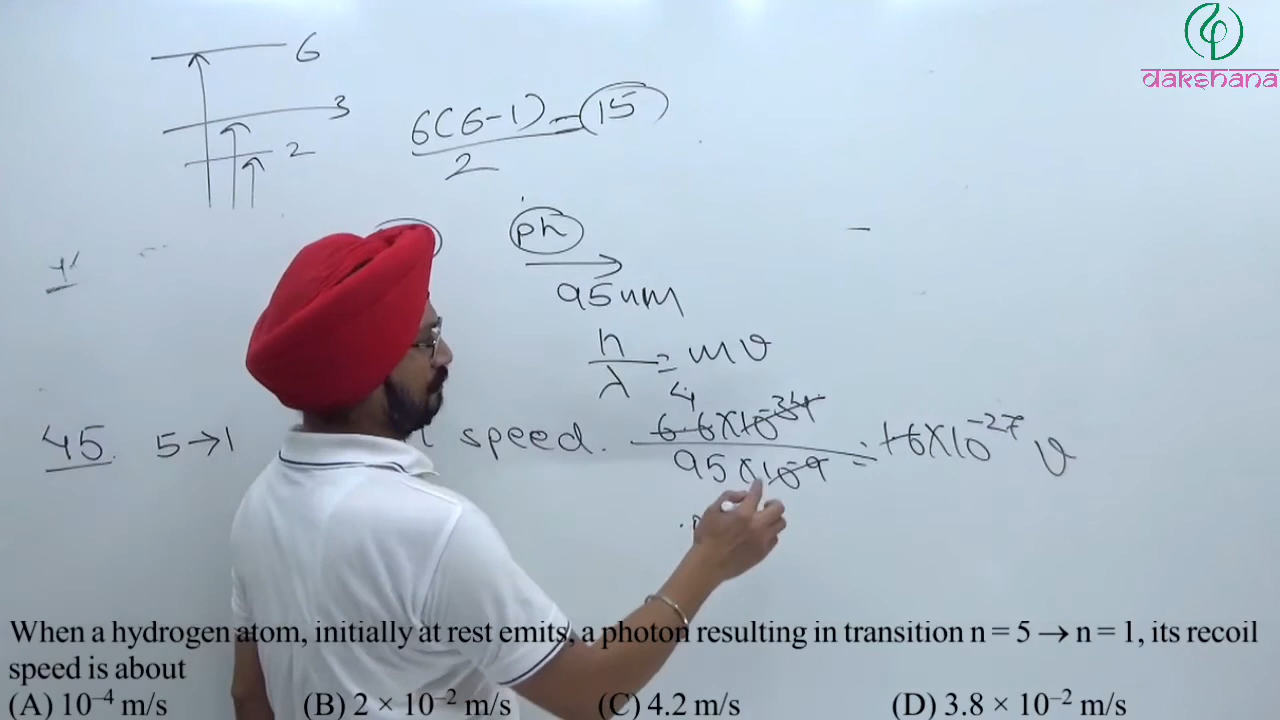 dakshana
6
3
2
6(6-1) = 15
2
ph
95nm
h
λ
= mv
4
45. 5→1 speed. 6.6×10^-34 / 95×10^-9 = 1.6×10^-27 v
When a hydrogen atom, initially at rest emits, a photon resulting in transition n = 5 → n = 1, its recoil
speed is about
(A) 10⁻⁴ m/s (B) 2 × 10⁻² m/s (C) 4.2 m/s (D) 3.8 × 10⁻² m/s